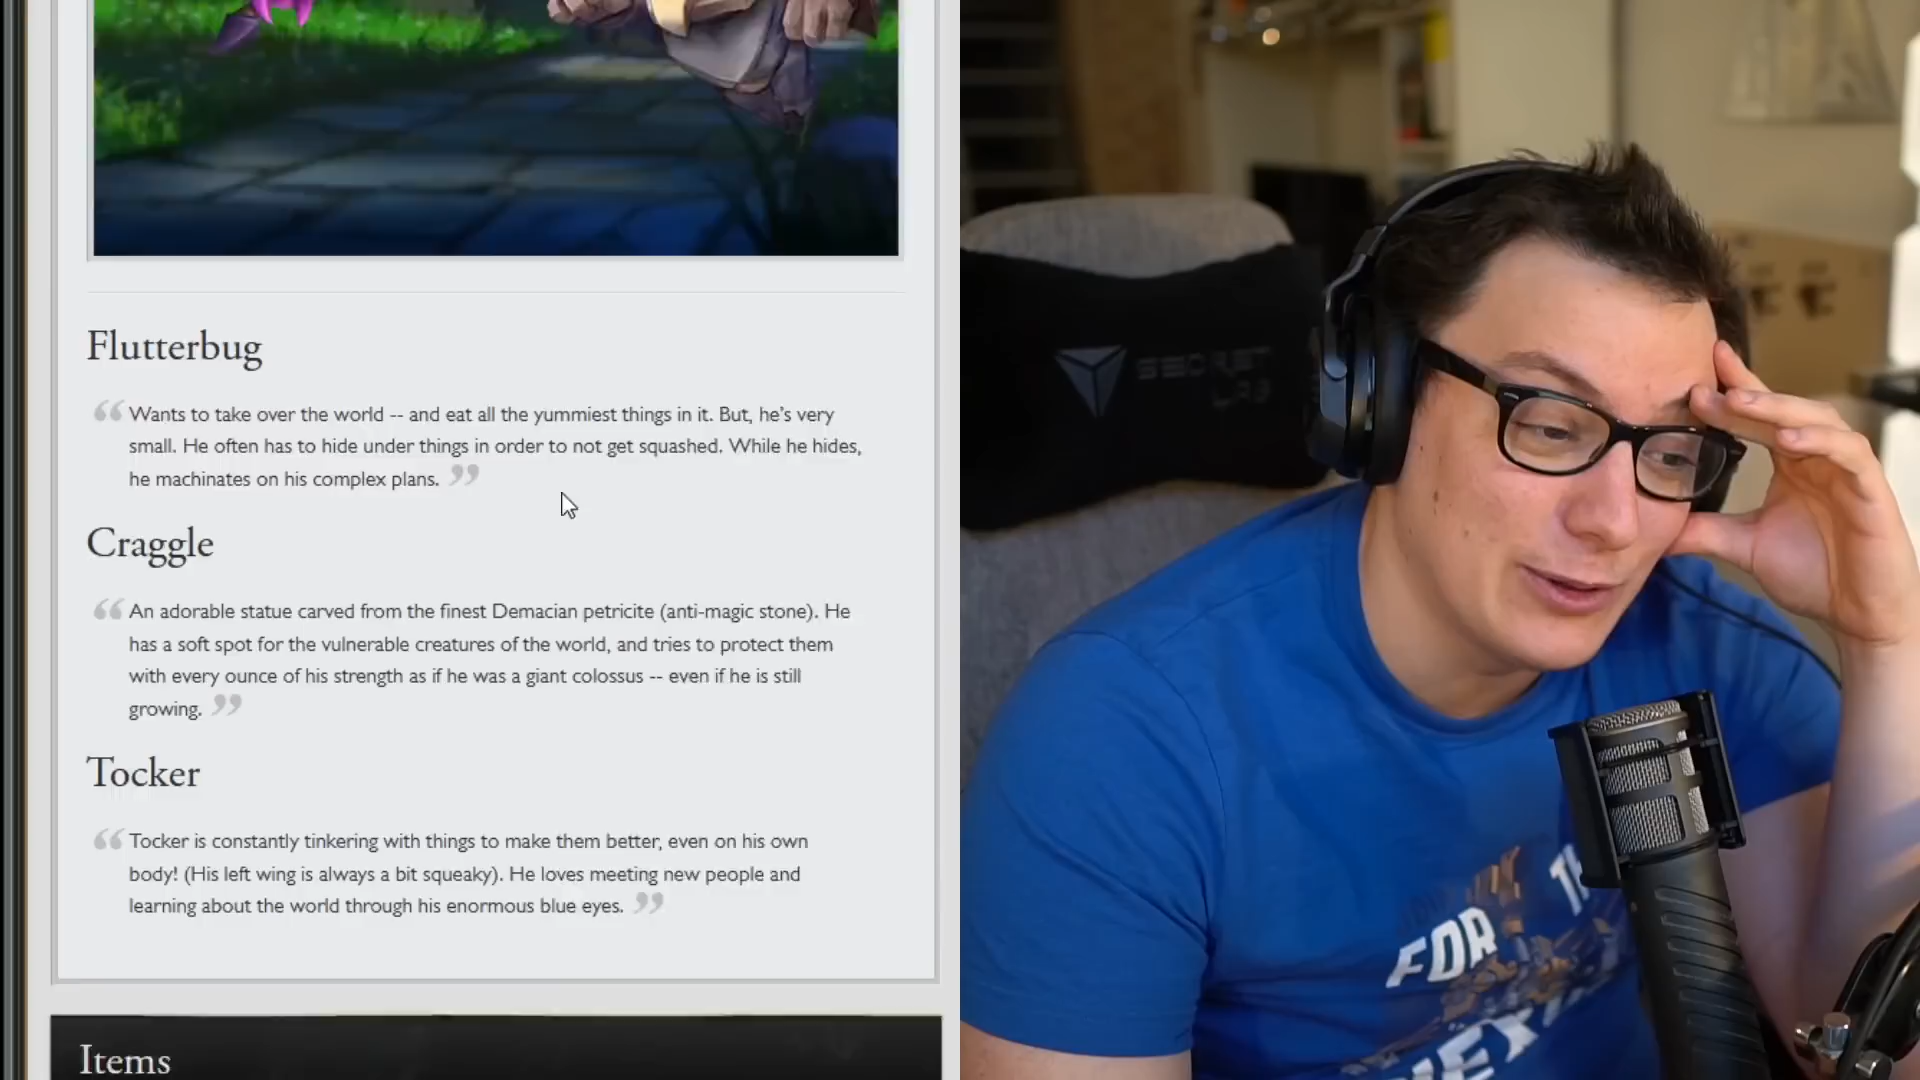 Flutterbug
“ Wants to take over the world -- and eat all the yummiest things in it. But, he's very
small. He often has to hide under things in order to not get squashed. While he hides,
he machinates on his complex plans. ”
Craggle
“ An adorable statue carved from the finest Demacian petricite (anti-magic stone). He
has a soft spot for the vulnerable creatures of the world, and tries to protect them
with every ounce of his strength as if he was a giant colossus -- even if he is still
growing. ”
Tocker
“ Tocker is constantly tinkering with things to make them better, even on his own
body! (His left wing is always a bit squeaky). He loves meeting new people and
learning about the world through his enormous blue eyes. ”
Items
SECRET
LAB
FOR